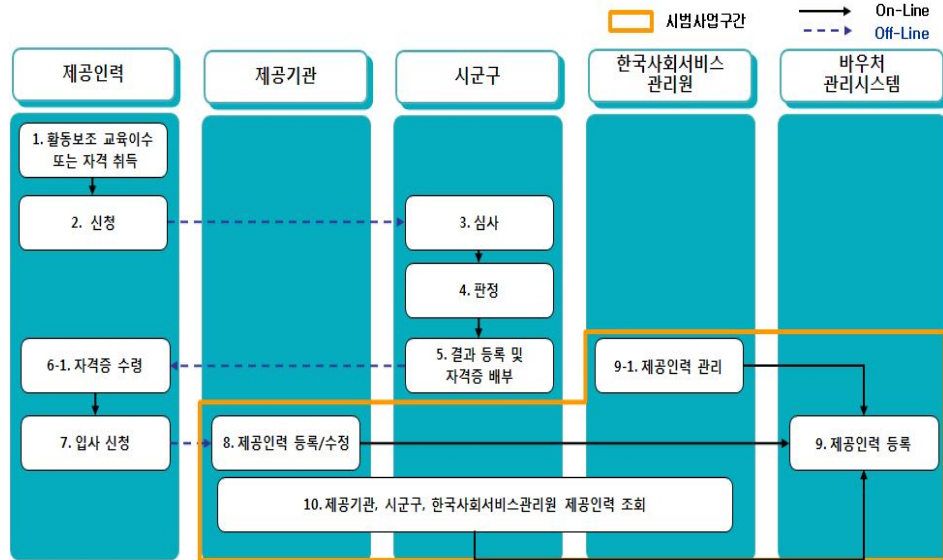 시범사업구간
On-Line
Off-Line
제공인력
제공기관
시군구
한국사회서비스
관리원
바우처
관리시스템
1. 활동보조 교육이수
또는 자격 취득
2. 신청
3. 심사
4. 판정
5. 결과 등록 및
자격증 배부
6-1. 자격증 수령
9-1. 제공인력 관리
7. 입사 신청
8. 제공인력 등록/수정
9. 제공인력 등록
10. 제공기관, 시군구, 한국사회서비스관리원 제공인력 조회